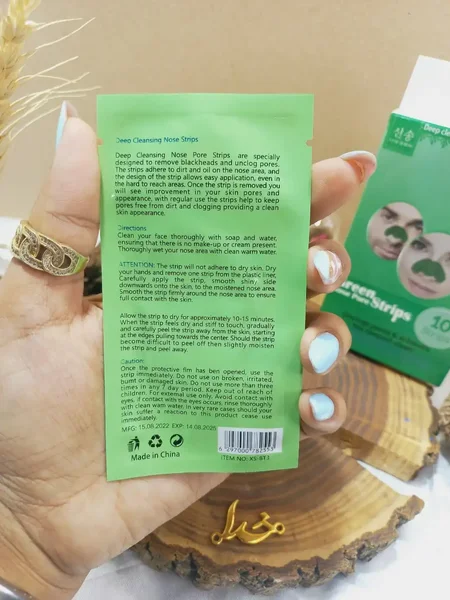 Deep Cleansing Nose Strips
Deep Cleansing Nose Pore Strips are specially
designed to remove blackheads and unclog pores.
The strips adhere to dirt and oil on the nose area, and
the design of the strip allows easy application, even in
the hard to reach areas. Once the strip is removed you
will see improvement in your skin pores and
appearance, with regular use the strips help to keep
pores free from dirt and clogging providing a clean
skin appearance.
Directions
Clean your face thoroughly with soap and water,
ensuring that there is no make-up or cream present.
Thoroughly wet your nose area with clean warm water.
ATTENTION: The strip will not adhere to dry skin. Dry
your hands and remove one strip from the plastic liner,
Carefully apply the strip, smooth shiny side
downwards onto the skin, to the moistened nose area.
Smooth the strip firmly around the nose area to ensure
full contact with the skin.
Allow the strip to dry for approximately 10-15 minutes.
When the strip feels dry and stiff to touch, gradually
and carefully peel the strip away from the skin, starting
at the edges pulling towards the center. Should the strip
become difficult to peel off then slightly moisten
the strip and peel away.
Caution:
Once the protective film has ben opened, use the
strip immediately. Do not use on broken, irritated,
burnt or damaged skin. Do not use more than three
times in any 7 day period. Keep out of reach of
children. For external use only. Avoid contact with
eyes, if contact with the eyes occurs, rinse thoroughly
with clean warm water, in very rare cases should your
skin suffer a reaction to this product cease use
immediately.
MFG: 15.08.2022 EXP: 14.08.2025
Made in China
ITEM NO.
Deep cle
Green
Pore Strips
10